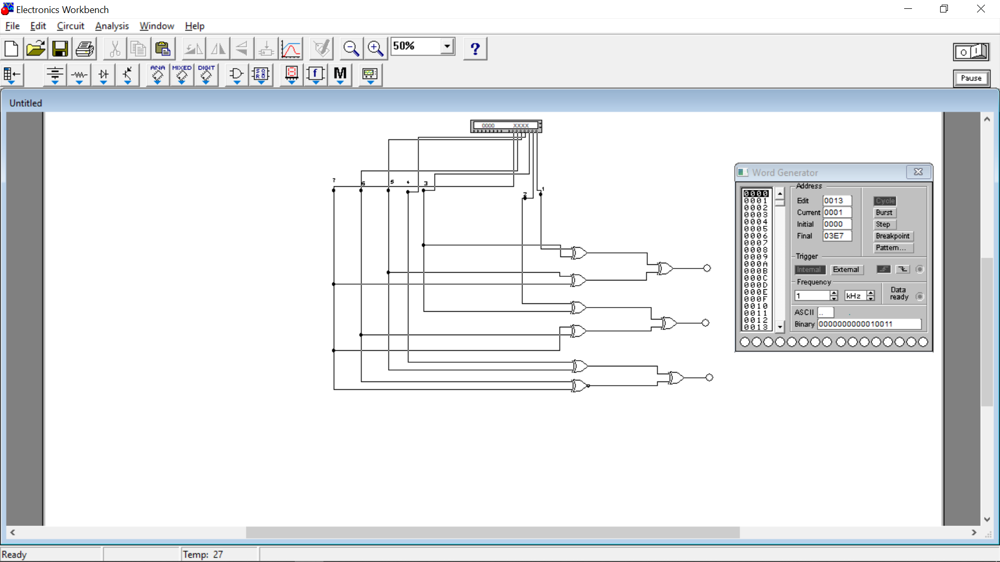 Electronics Workbench
File Edit Circuit Analysis Window Help
50%
?
ANA MIXED DIGIT
f M
O I
Pause
Untitled
0000 XXXX
7 6 5 4 3
2 1
Word Generator
0000
0001
0002
0003
0004
0005
0006
0007
0008
0009
000A
000B
000C
000D
000E
000F
0010
0011
0012
0013
Address
Edit 0013
Current 0001
Initial 0000
Final 03E7
Cycle
Burst
Step
Breakpoint
Pattern...
Trigger
Internal External
Frequency
1 kHz
Data ready
ASCII .. .
Binary 0000000000010011
Ready
Temp: 27